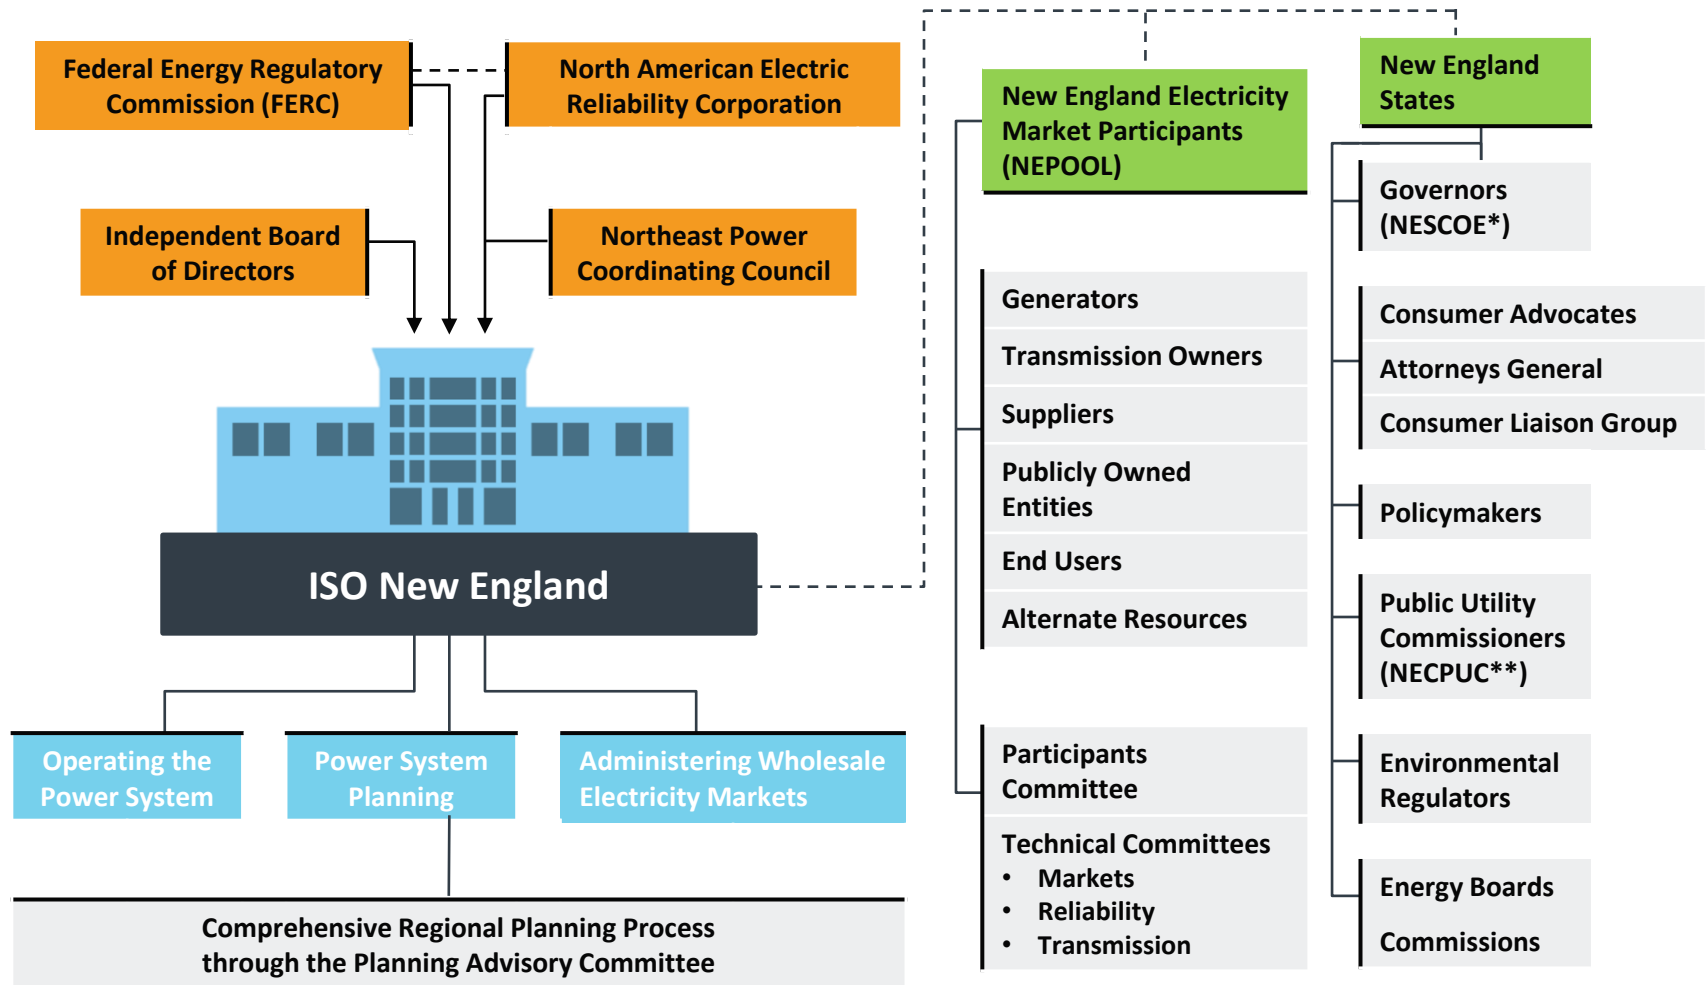 Federal Energy Regulatory
Commission (FERC)
North American Electric
Reliability Corporation
Independent Board
of Directors
Northeast Power
Coordinating Council
ISO New England
Operating the
Power System
Power System
Planning
Administering Wholesale
Electricity Markets
Comprehensive Regional Planning Process
through the Planning Advisory Committee
New England Electricity
Market Participants
(NEPOOL)
Generators
Transmission Owners
Suppliers
Publicly Owned
Entities
End Users
Alternate Resources
Participants
Committee
Technical Committees
• Markets
• Reliability
• Transmission
New England
States
Governors
(NESCOE*)
Consumer Advocates
Attorneys General
Consumer Liaison Group
Policymakers
Public Utility
Commissioners
(NECPUC**)
Environmental
Regulators
Energy Boards
Commissions